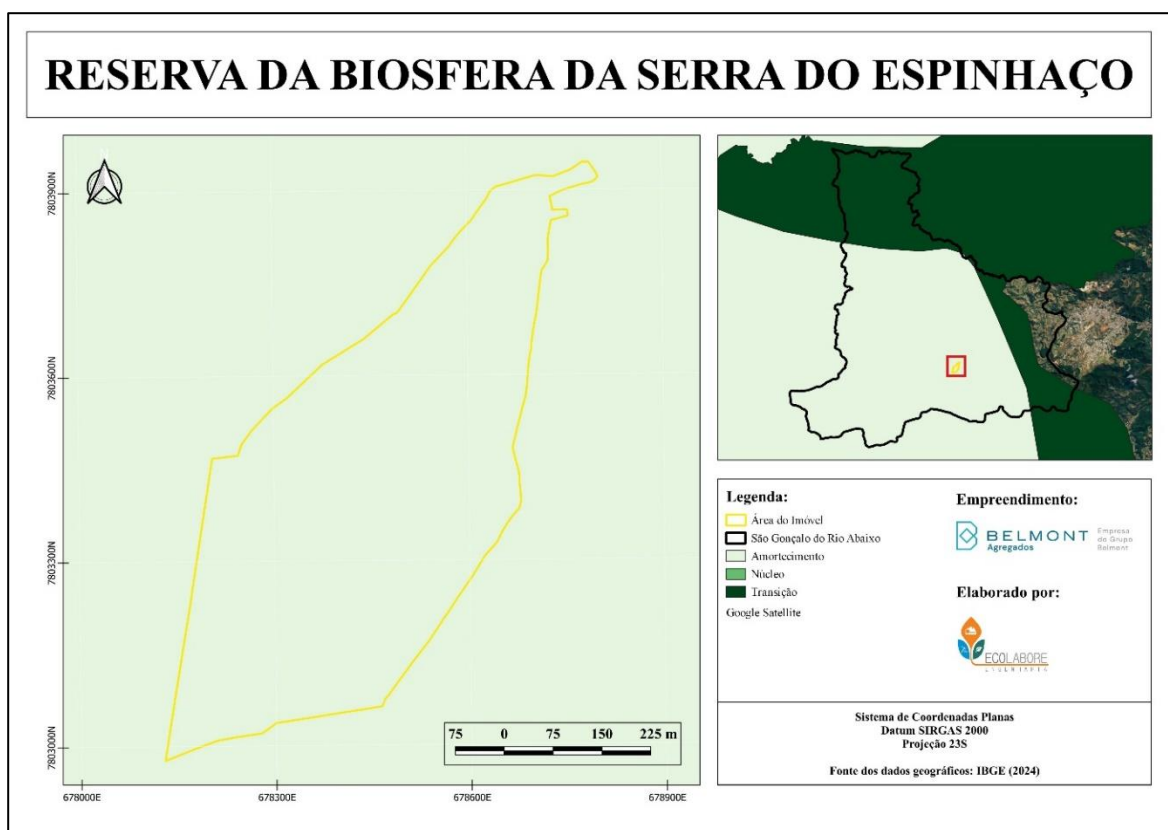 RESERVA DA BIOSFERA DA SERRA DO ESPINHAÇO
7803900N
7803600N
7803300N
7803000N
75 0 75 150 225 m
678000E 678300E 678600E 678900E
Legenda:
Área do Imóvel
São Gonçalo do Rio Abaixo
Amortecimento
Núcleo
Transição
Google Satellite
Empreendimento:
BELMONT
Agregados
Empresa
do Grupo
Belmont
Elaborado por:
ECOLABORE
ENGENHARIA
Sistema de Coordenadas Planas
Datum SIRGAS 2000
Projeção 23S
Fonte dos dados geográficos: IBGE (2024)